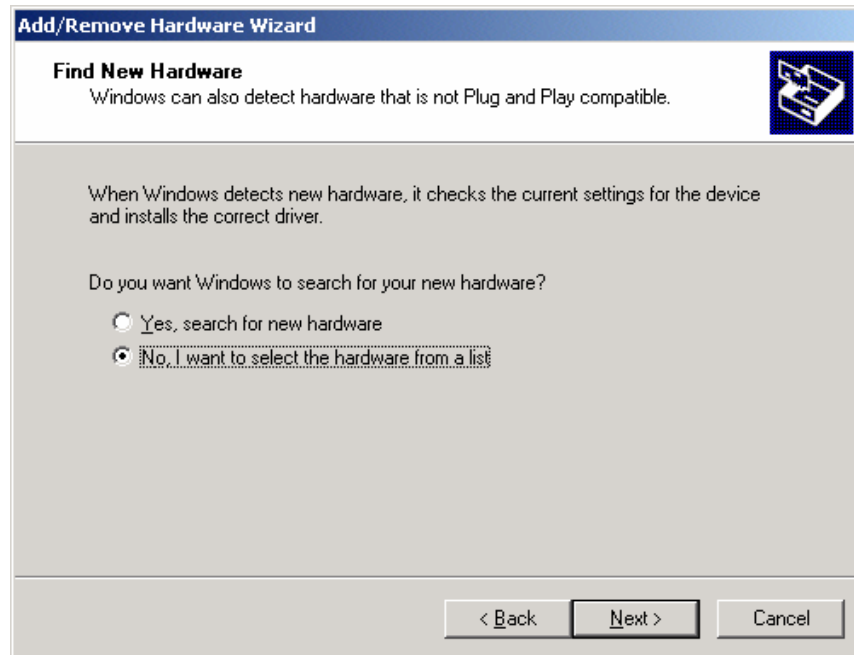 Add/Remove Hardware Wizard
Find New Hardware
Windows can also detect hardware that is not Plug and Play compatible.
When Windows detects new hardware, it checks the current settings for the device
and installs the correct driver.
Do you want Windows to search for your new hardware?
Yes, search for new hardware
No, I want to select the hardware from a list
< Back Next > Cancel